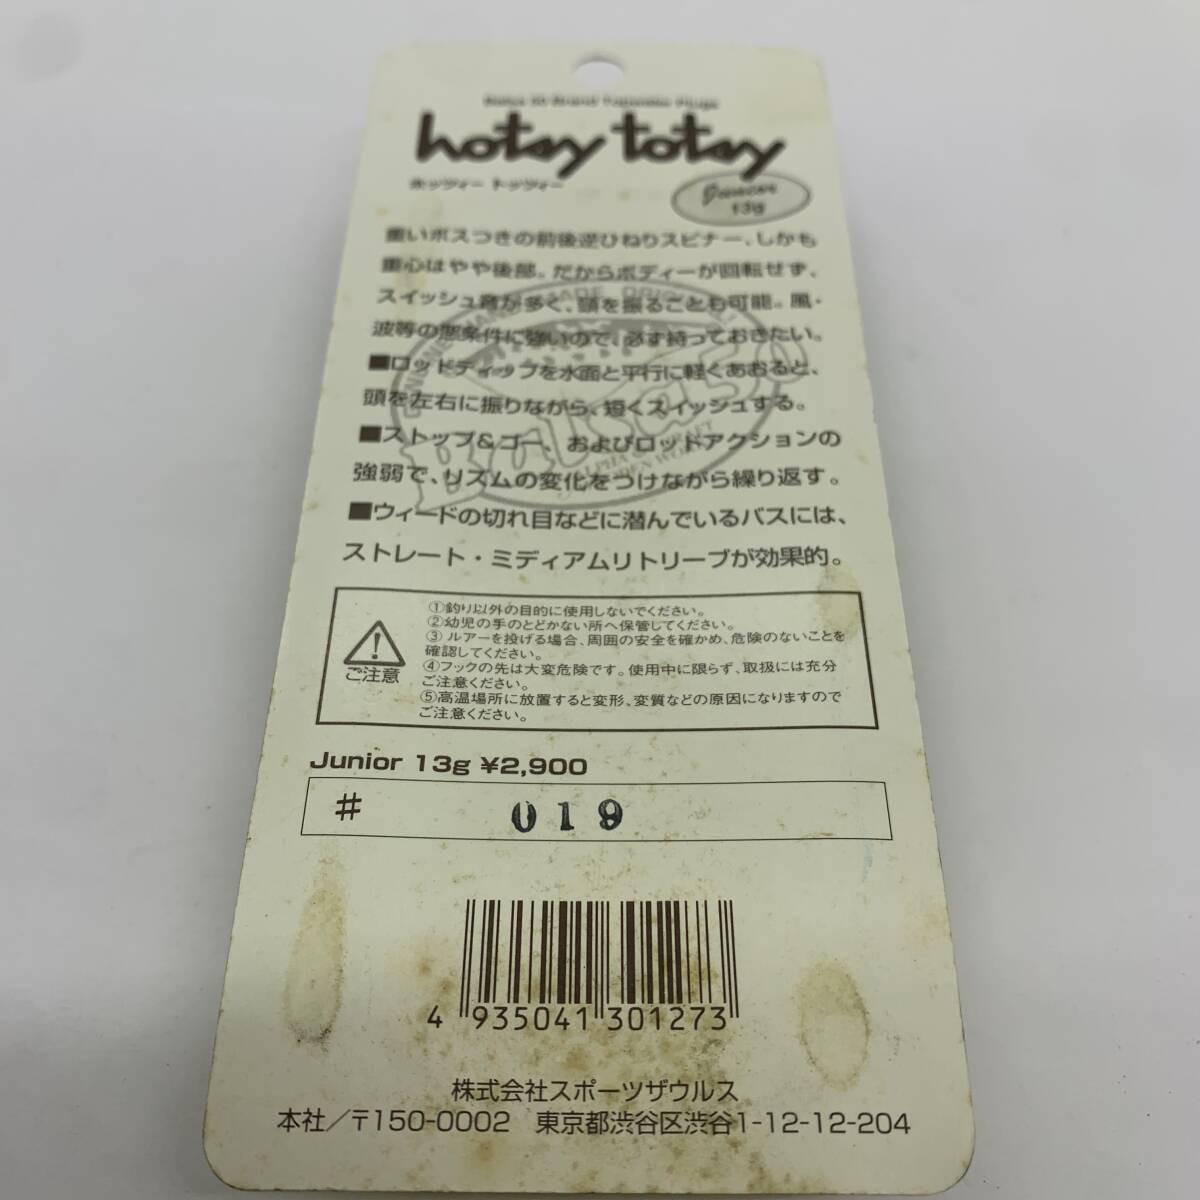 Balsa 50 Brand Topwater Plugs
hotsy totsy
ホッツィー トッツィー
Junior
13g
重いボスつきの前後逆ひねりスピナー、しかも
重心はやや後部。だからボディーが回転せず、
スイッシュ音が多く、頭を振ることも可能。風・
波等の悪条件に強いので、必ず持っておきたい。
■ロッドティップを水面と平行に軽くあおると、
頭を左右に振りながら、短くスイッシュする。
■ストップ&ゴー、およびロッドアクションの
強弱で、リズムの変化をつけながら繰り返す。
■ウィードの切れ目などに潜んでいるバスには、
ストレート・ミディアムリトリーブが効果的。
Balsa50
ご注意
①釣り以外の目的に使用しないでください。
②幼児の手のとどかない所へ保管してください。
③ ルアーを投げる場合、周囲の安全を確かめ、危険のないことを
確認してください。
④フックの先は大変危険です。使用中に限らず、取扱には充分
ご注意ください。
⑤高温場所に放置すると変形、変質などの原因になりますので
ご注意ください。
Junior 13g ¥2,900
# 019
4 935041 301273
株式会社スポーツザウルス
本社／〒150-0002 東京都渋谷区渋谷1-12-12-204